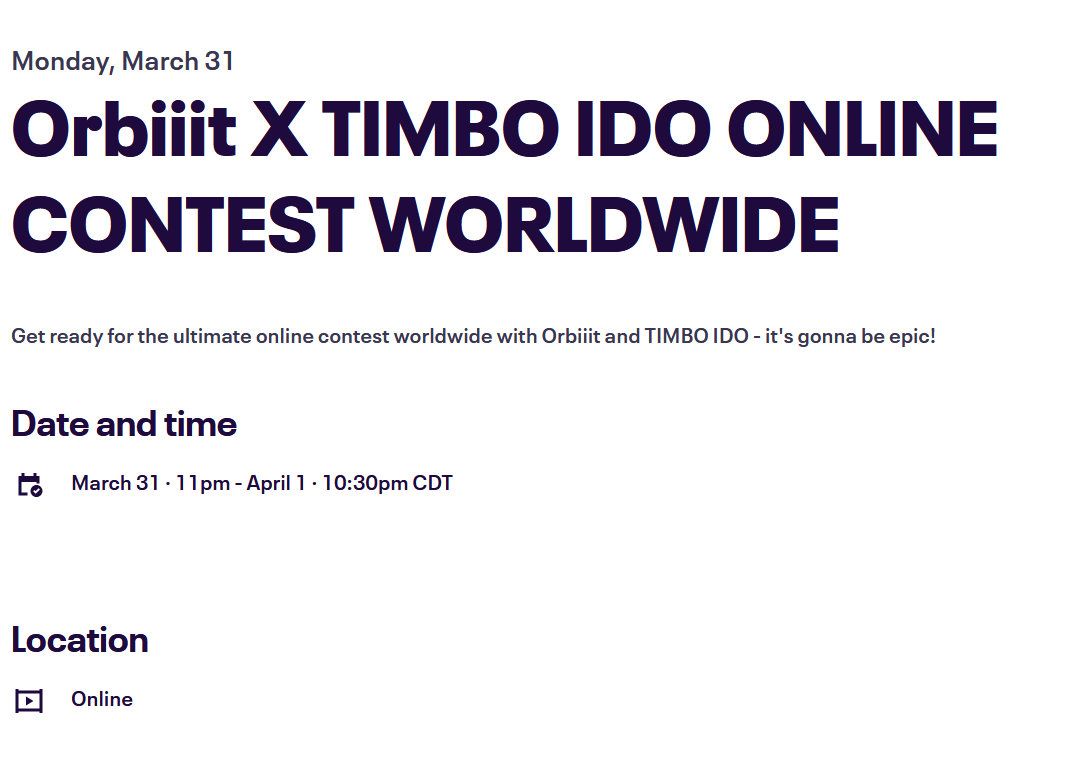 Monday, March 31
Orbiiit X TIMBO IDO ONLINE
CONTEST WORLDWIDE
Get ready for the ultimate online contest worldwide with Orbiiit and TIMBO IDO - it's gonna be epic!
Date and time
March 31 · 11pm - April 1 · 10:30pm CDT
Location
Online